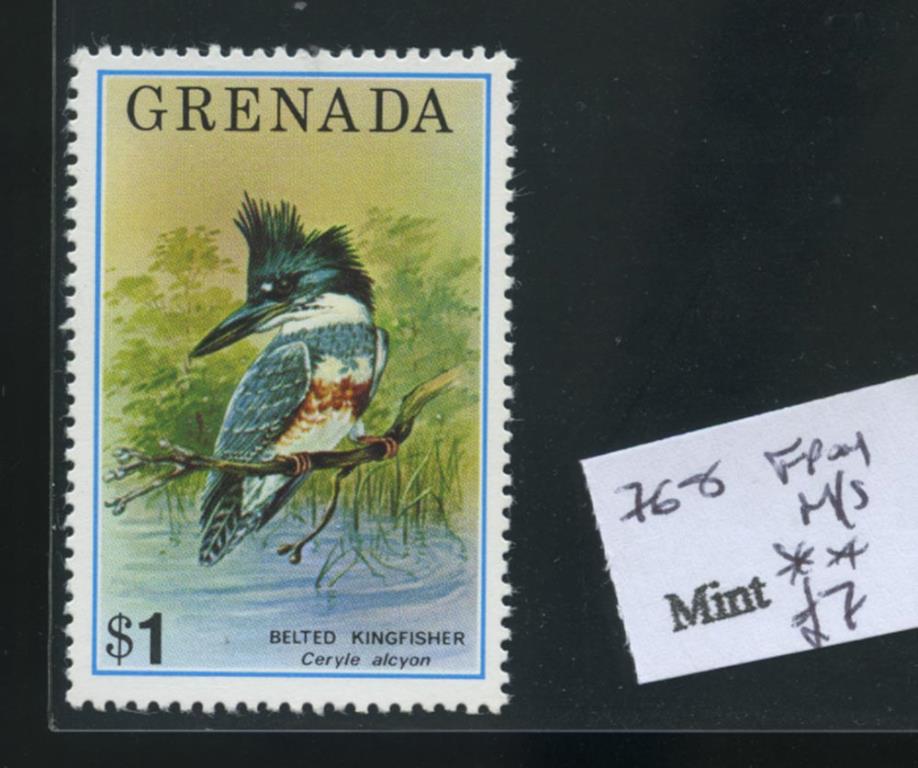 GRENADA
$1
BELTED KINGFISHER
Ceryle alcyon
768
M/S
Mint **
£7